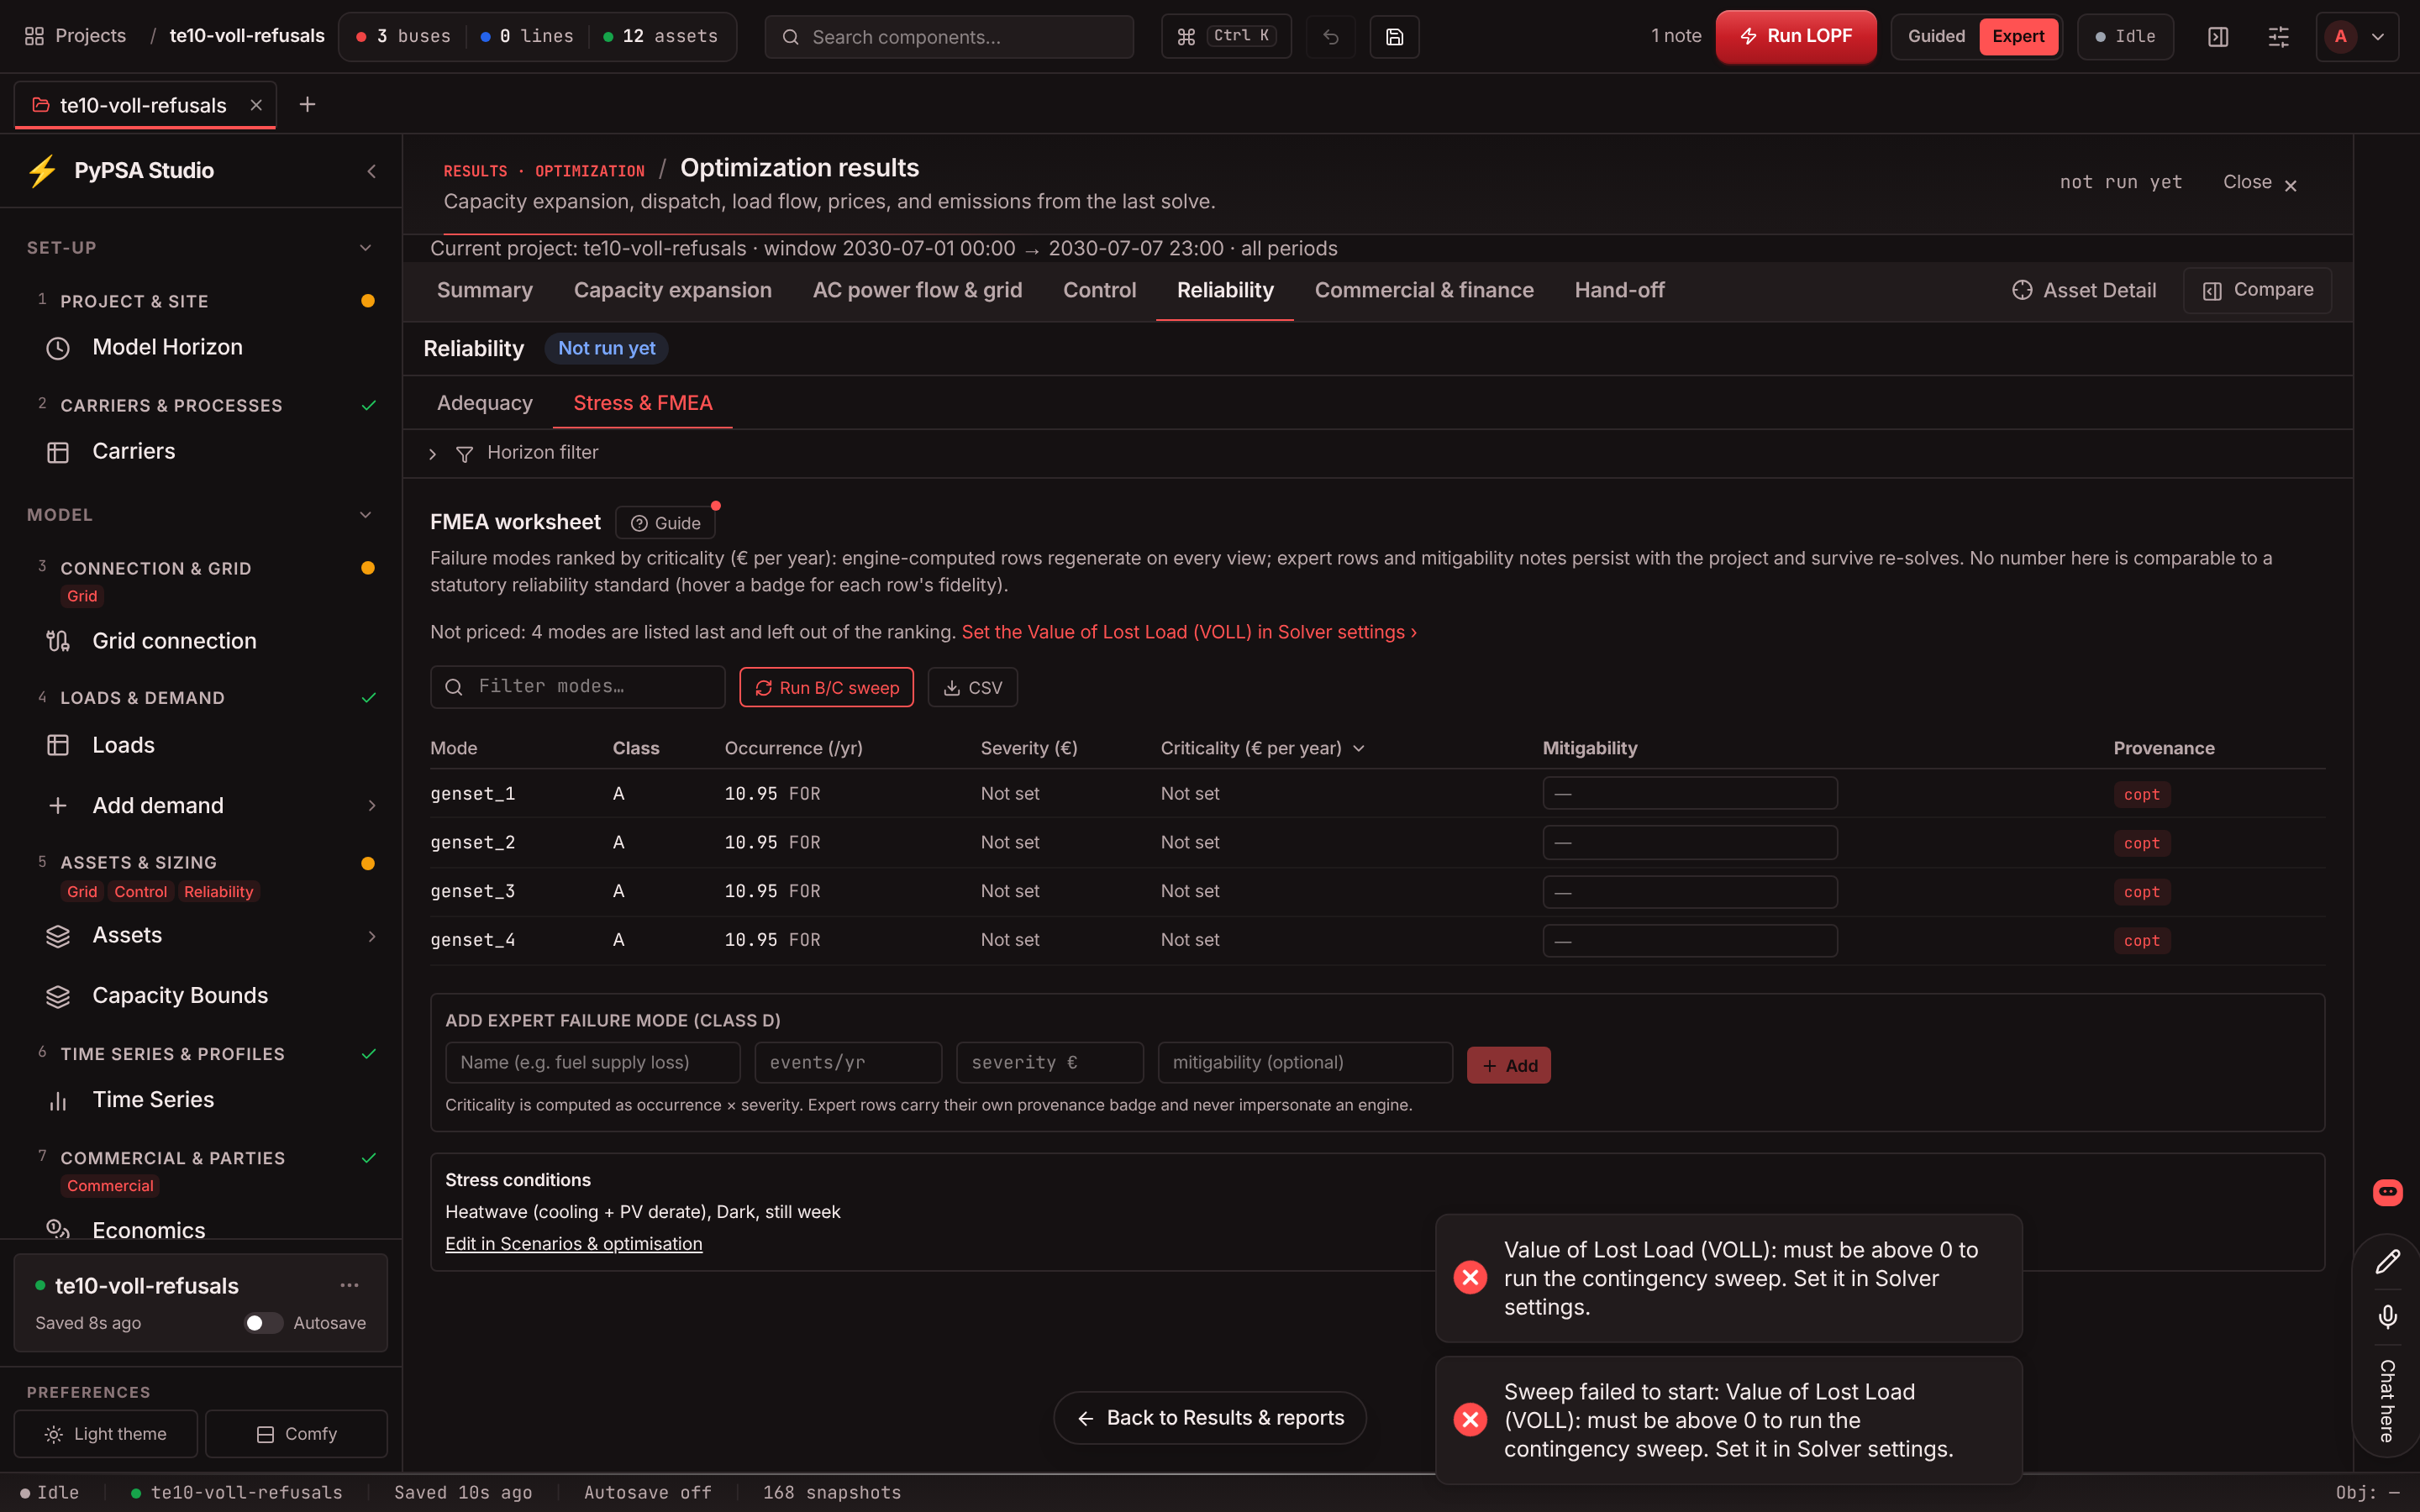 Projects / te10-voll-refusals
3 buses
0 lines
12 assets
Search components...
Ctrl K
1 note
Run LOPF
Guided
Expert
Idle
A
te10-voll-refusals
PyPSA Studio
SET-UP
1 PROJECT & SITE
Model Horizon
2 CARRIERS & PROCESSES
Carriers
MODEL
3 CONNECTION & GRID
Grid
Grid connection
4 LOADS & DEMAND
Loads
Add demand
5 ASSETS & SIZING
Grid Control Reliability
Assets
Capacity Bounds
6 TIME SERIES & PROFILES
Time Series
7 COMMERCIAL & PARTIES
Commercial
Economics
te10-voll-refusals
Saved 8s ago
Autosave
PREFERENCES
Light theme
Comfy
RESULTS · OPTIMIZATION / Optimization results
Capacity expansion, dispatch, load flow, prices, and emissions from the last solve.
not run yet
Close
Current project: te10-voll-refusals · window 2030-07-01 00:00 → 2030-07-07 23:00 · all periods
Summary
Capacity expansion
AC power flow & grid
Control
Reliability
Commercial & finance
Hand-off
Asset Detail
Compare
Reliability
Not run yet
Adequacy
Stress & FMEA
Horizon filter
FMEA worksheet
Guide
Failure modes ranked by criticality (€ per year): engine-computed rows regenerate on every view; expert rows and mitigability notes persist with the project and survive re-solves. No number here is comparable to a
statutory reliability standard (hover a badge for each row's fidelity).
Not priced: 4 modes are listed last and left out of the ranking. Set the Value of Lost Load (VOLL) in Solver settings ›
Filter modes…
Run B/C sweep
CSV
Mode Class Occurrence (/yr) Severity (€) Criticality (€ per year) Mitigability Provenance
genset_1 A 10.95 FOR Not set Not set — copt
genset_2 A 10.95 FOR Not set Not set — copt
genset_3 A 10.95 FOR Not set Not set — copt
genset_4 A 10.95 FOR Not set Not set — copt
ADD EXPERT FAILURE MODE (CLASS D)
Name (e.g. fuel supply loss)
events/yr
severity €
mitigability (optional)
Add
Criticality is computed as occurrence × severity. Expert rows carry their own provenance badge and never impersonate an engine.
Stress conditions
Heatwave (cooling + PV derate), Dark, still week
Edit in Scenarios & optimisation
Value of Lost Load (VOLL): must be above 0 to
run the contingency sweep. Set it in Solver
settings.
Sweep failed to start: Value of Lost Load
(VOLL): must be above 0 to run the
contingency sweep. Set it in Solver settings.
Back to Results & reports
Chat here
Idle
te10-voll-refusals
Saved 10s ago
Autosave off
168 snapshots
Obj: —